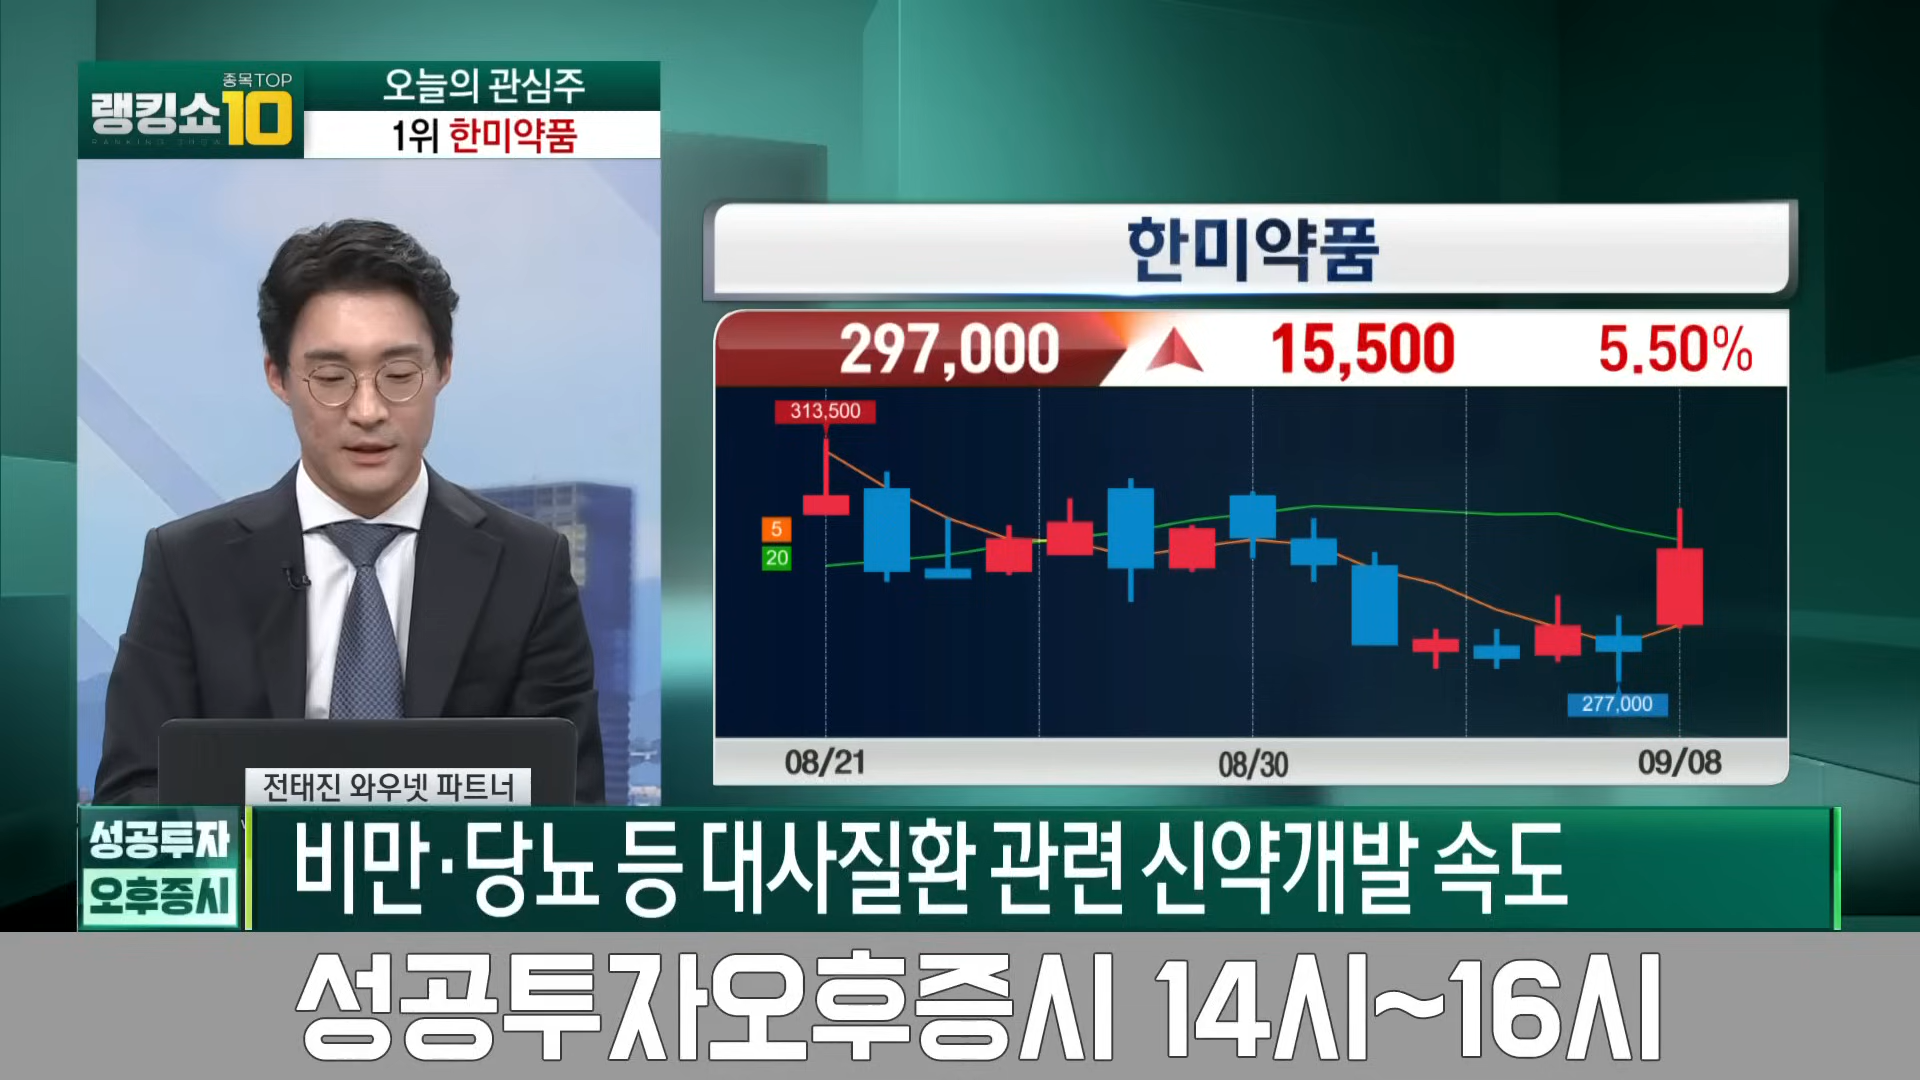 종목TOP
랭킹쇼10
RANKING SHOW
오늘의 관심주
1위 한미약품
한미약품
297,000 15,500 5.50%
313,500
5
20
277,000
08/21 08/30 09/08
전태진 와우넷 파트너
성공투자
오후증시
비만·당뇨 등 대사질환 관련 신약개발 속도
성공투자오후증시 14시~16시